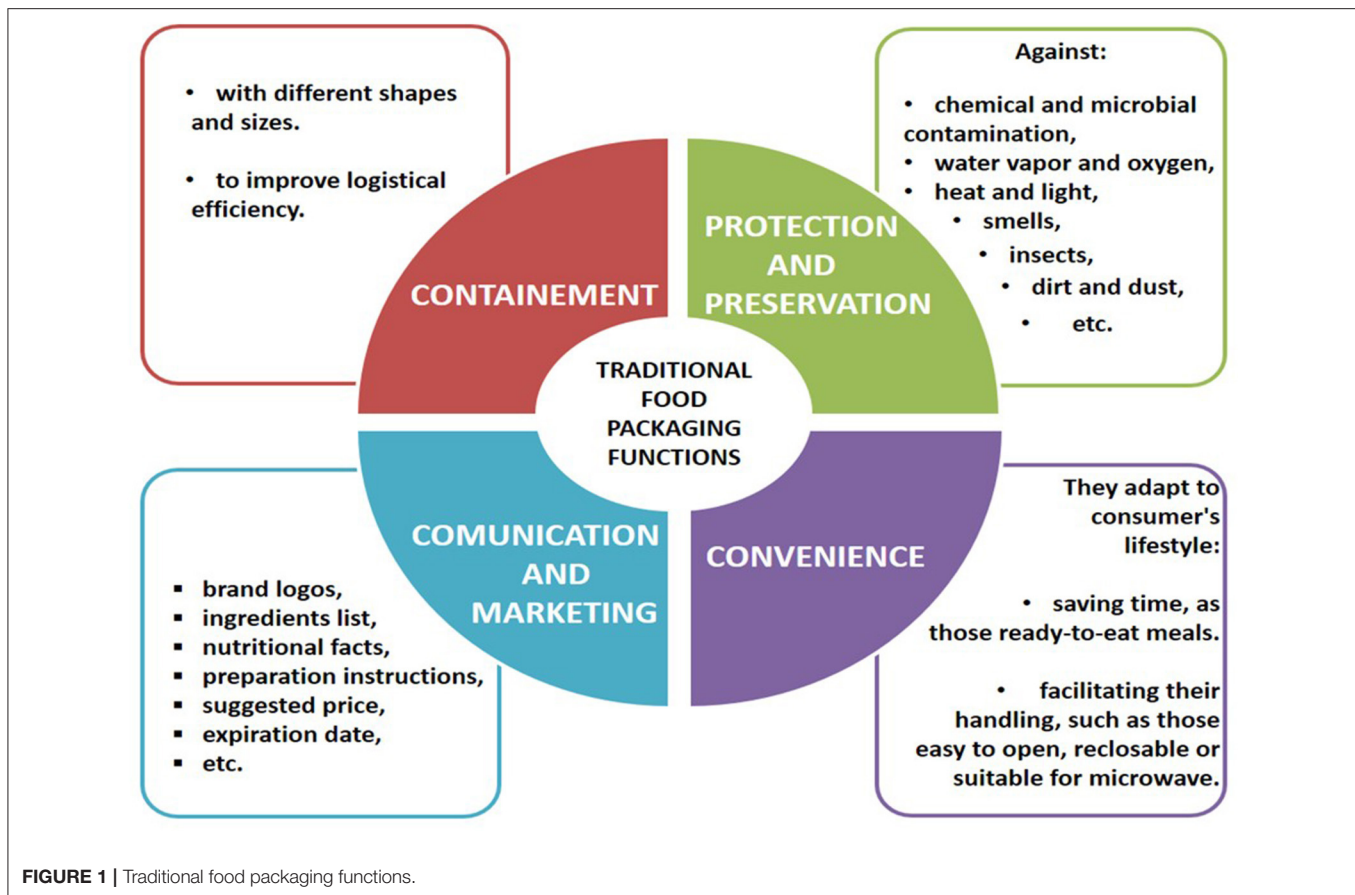 • with different shapes
and sizes.
• to improve logistical
efficiency.
CONTAINEMENT
Against:
• chemical and microbial
contamination,
• water vapor and oxygen,
• heat and light,
• smells,
• insects,
• dirt and dust,
• etc.
PROTECTION
AND
PRESERVATION
TRADITIONAL
FOOD
PACKAGING
FUNCTIONS
COMUNICATION
AND
MARKETING
▪ brand logos,
▪ ingredients list,
▪ nutritional facts,
▪ preparation instructions,
▪ suggested price,
▪ expiration date,
▪ etc.
CONVENIENCE
They adapt to
consumer's
lifestyle:
• saving time, as
those ready-to-eat meals.
• facilitating their
handling, such as those
easy to open, reclosable or
suitable for microwave.
FIGURE 1 | Traditional food packaging functions.